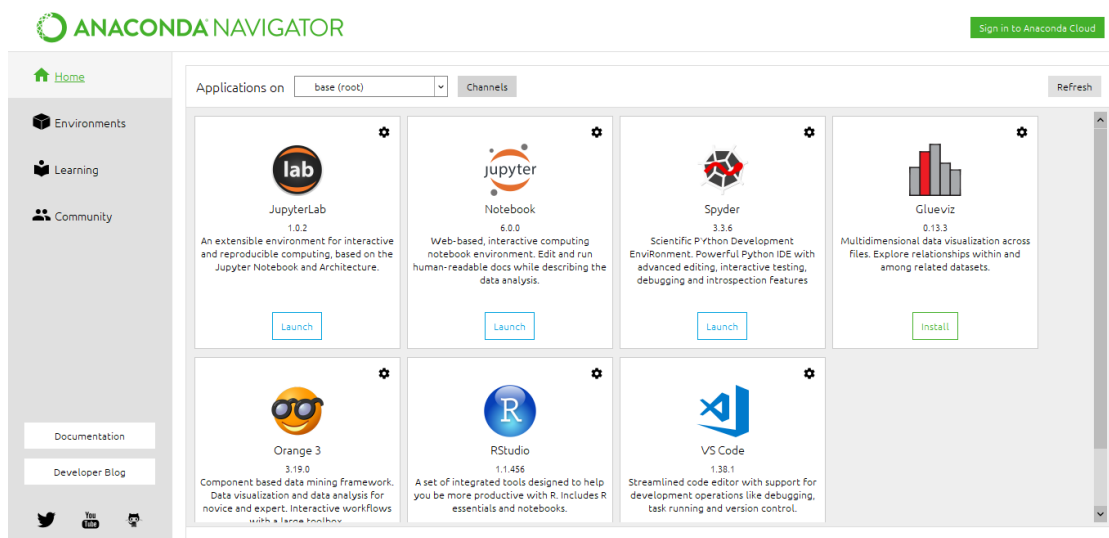 ANACONDA NAVIGATOR
Sign in to Anaconda Cloud
Home
Environments
Learning
Community
Documentation
Developer Blog
You
Tube
Applications on
base (root)
Channels
Refresh
lab
JupyterLab
1.0.2
An extensible environment for interactive
and reproducible computing, based on the
Jupyter Notebook and Architecture.
Launch
jupyter
Notebook
6.0.0
Web-based, interactive computing
notebook environment. Edit and run
human-readable docs while describing the
data analysis.
Launch
Spyder
3.3.6
Scientific PYthon Development
EnviRonment. Powerful Python IDE with
advanced editing, interactive testing,
debugging and introspection features
Launch
Glueviz
0.13.3
Multidimensional data visualization across
files. Explore relationships within and
among related datasets.
Install
Orange 3
3.19.0
Component based data mining framework.
Data visualization and data analysis for
novice and expert. Interactive workflows
with a large toolbox
R
RStudio
1.1.456
A set of integrated tools designed to help
you be more productive with R. Includes R
essentials and notebooks.
VS Code
1.38.1
Streamlined code editor with support for
development operations like debugging,
task running and version control.